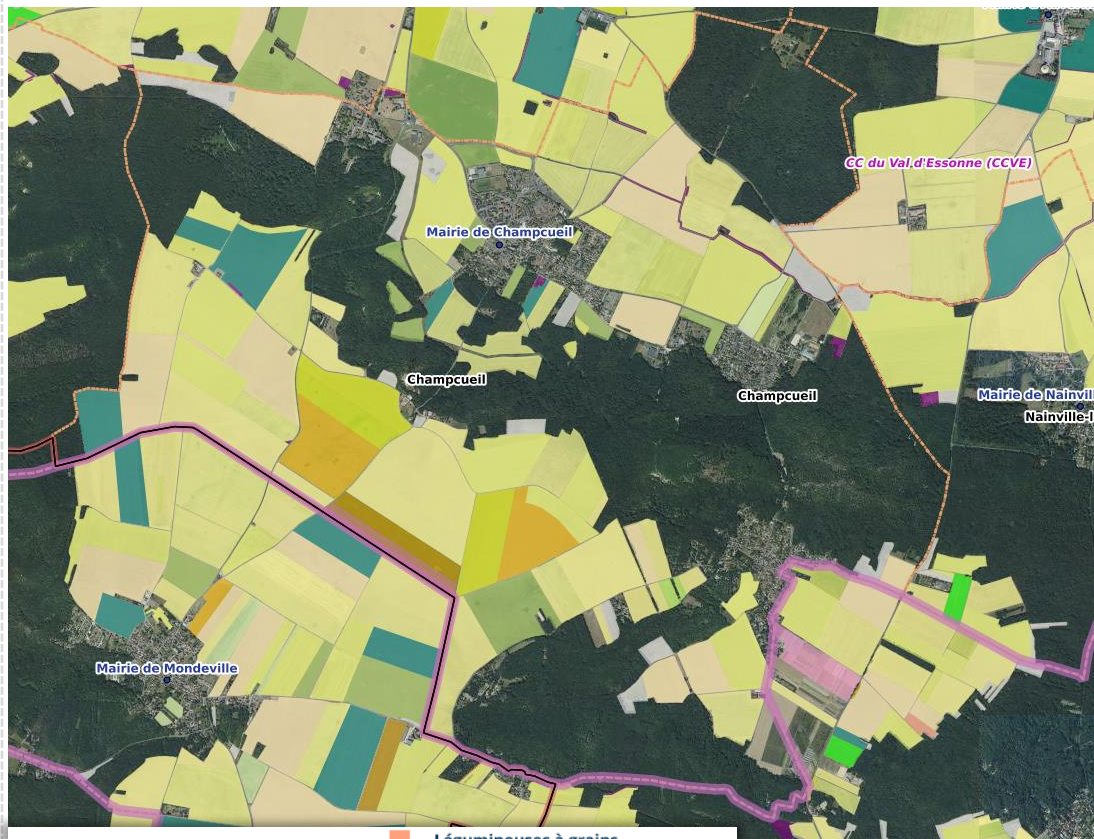 CC du Val d'Essonne (CCVE)
Mairie de Champcueil
Champcueil
Champcueil
Mairie de Nainvill
Nainville-l
Mairie de Mondeville
Légumineuses à grains